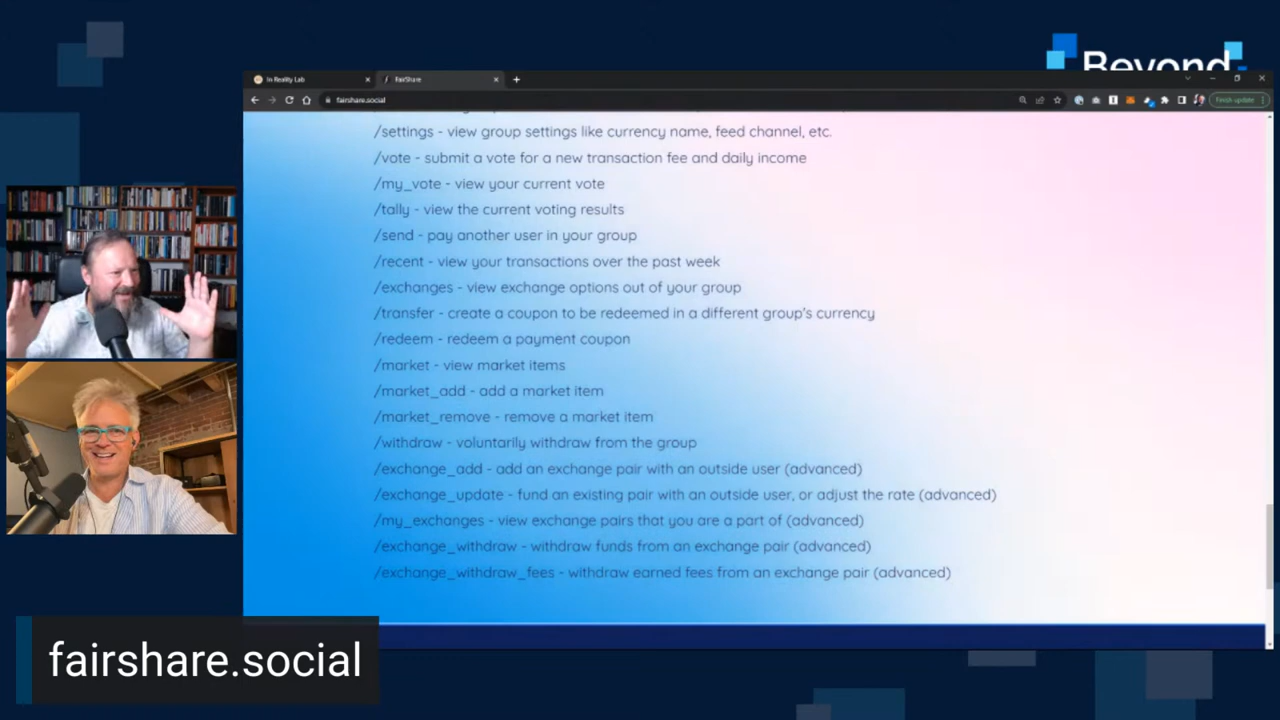 Beyond
In Reality Lab
FairShare
fairshare.social
Finish update
/settings - view group settings like currency name, feed channel, etc.
/vote - submit a vote for a new transaction fee and daily income
/my_vote - view your current vote
/tally - view the current voting results
/send - pay another user in your group
/recent - view your transactions over the past week
/exchanges - view exchange options out of your group
/transfer - create a coupon to be redeemed in a different group's currency
/redeem - redeem a payment coupon
/market - view market items
/market_add - add a market item
/market_remove - remove a market item
/withdraw - voluntarily withdraw from the group
/exchange_add - add an exchange pair with an outside user (advanced)
/exchange_update - fund an existing pair with an outside user, or adjust the rate (advanced)
/my_exchanges - view exchange pairs that you are a part of (advanced)
/exchange_withdraw - withdraw funds from an exchange pair (advanced)
/exchange_withdraw_fees - withdraw earned fees from an exchange pair (advanced)
fairshare.social